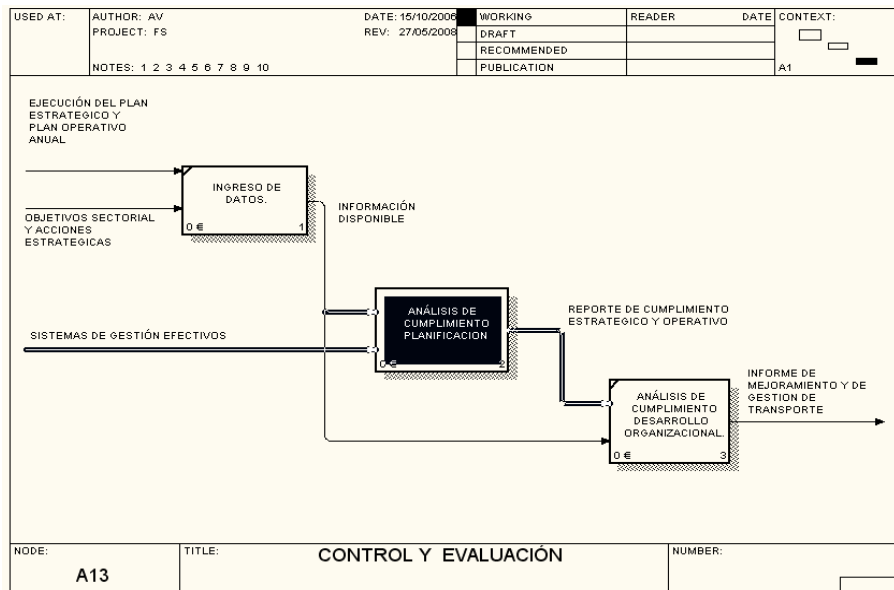 USED AT:
AUTHOR: AV
DATE: 15/10/2006
WORKING
READER
DATE
CONTEXT:
PROJECT: FS
REV: 27/05/2008
DRAFT
RECOMMENDED
NOTES: 1 2 3 4 5 6 7 8 9 10
PUBLICATION
A1
EJECUCIÓN DEL PLAN
ESTRATEGICO Y
PLAN OPERATIVO
ANUAL
INGRESO DE
DATOS.
0 €
1
OBJETIVOS SECTORIAL
Y ACCIONES
ESTRATEGICAS
INFORMACIÓN
DISPONIBLE
SISTEMAS DE GESTIÓN EFECTIVOS
ANÁLISIS DE
CUMPLIMIENTO
PLANIFICACION
0 €
2
REPORTE DE CUMPLIMIENTO
ESTRATEGICO Y OPERATIVO
ANÁLISIS DE
CUMPLIMIENTO
DESARROLLO
ORGANIZACIONAL.
0 €
3
INFORME DE
MEJORAMIENTO Y DE
GESTION DE
TRANSPORTE
NODE:
A13
TITLE:
CONTROL Y EVALUACIÓN
NUMBER: